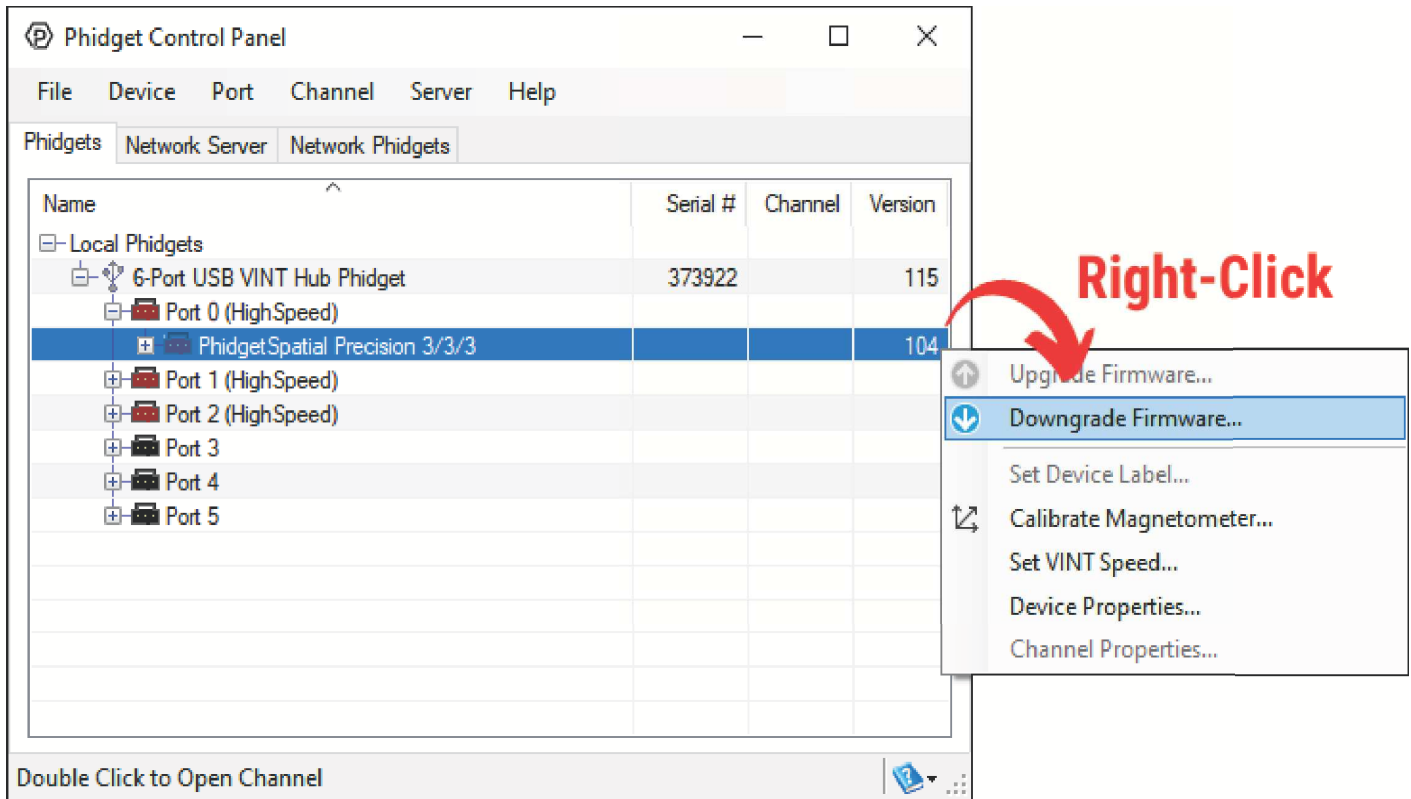 Phidget Control Panel
File Device Port Channel Server Help
Phidgets Network Server Network Phidgets
Name Serial # Channel Version
Local Phidgets
6-Port USB VINT Hub Phidget 373922 115
Port 0 (HighSpeed)
PhidgetSpatial Precision 3/3/3 104
Port 1 (HighSpeed)
Port 2 (HighSpeed)
Port 3
Port 4
Port 5
Double Click to Open Channel
Right-Click
Upgrade Firmware...
Downgrade Firmware...
Set Device Label...
Calibrate Magnetometer...
Set VINT Speed...
Device Properties...
Channel Properties...